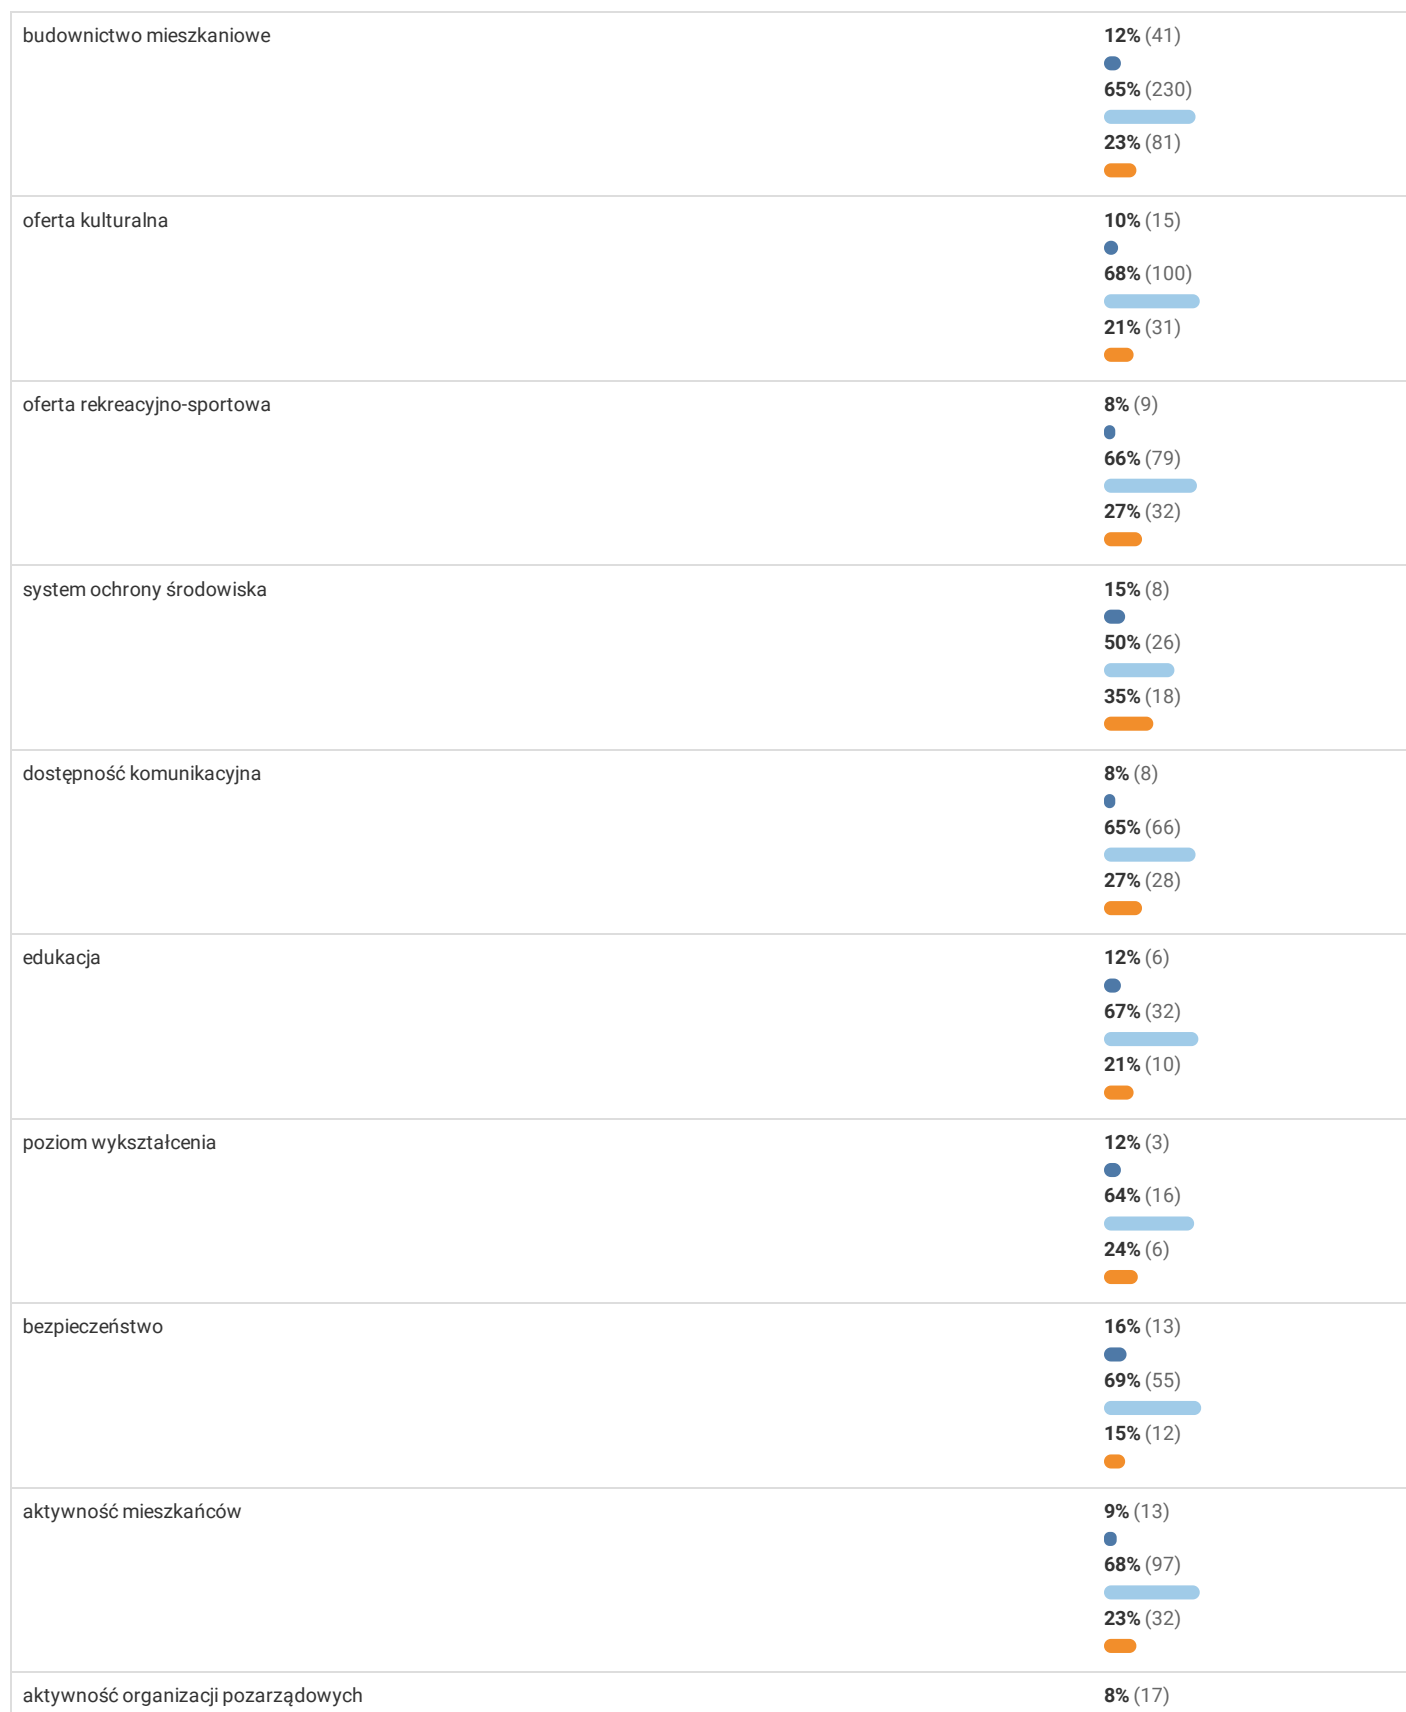 budownictwo mieszkaniowe
12% (41)
65% (230)
23% (81)
oferta kulturalna
10% (15)
68% (100)
21% (31)
oferta rekreacyjno-sportowa
8% (9)
66% (79)
27% (32)
system ochrony środowiska
15% (8)
50% (26)
35% (18)
dostępność komunikacyjna
8% (8)
65% (66)
27% (28)
edukacja
12% (6)
67% (32)
21% (10)
poziom wykształcenia
12% (3)
64% (16)
24% (6)
bezpieczeństwo
16% (13)
69% (55)
15% (12)
aktywność mieszkańców
9% (13)
68% (97)
23% (32)
aktywność organizacji pozarządowych
8% (17)